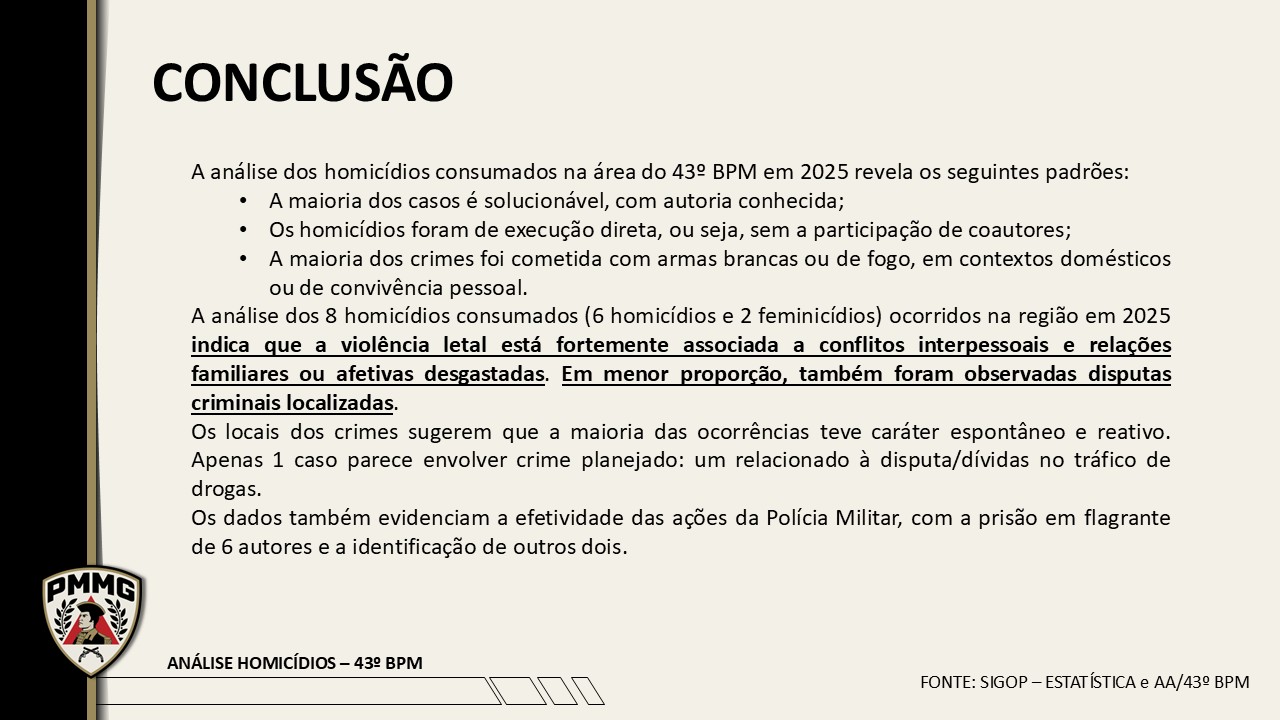 CONCLUSÃO
A análise dos homicídios consumados na área do 43º BPM em 2025 revela os seguintes padrões:
• A maioria dos casos é solucionável, com autoria conhecida;
• Os homicídios foram de execução direta, ou seja, sem a participação de coautores;
• A maioria dos crimes foi cometida com armas brancas ou de fogo, em contextos domésticos
ou de convivência pessoal.
A análise dos 8 homicídios consumados (6 homicídios e 2 feminicídios) ocorridos na região em 2025
indica que a violência letal está fortemente associada a conflitos interpessoais e relações
familiares ou afetivas desgastadas. Em menor proporção, também foram observadas disputas
criminais localizadas.
Os locais dos crimes sugerem que a maioria das ocorrências teve caráter espontâneo e reativo.
Apenas 1 caso parece envolver crime planejado: um relacionado à disputa/dívidas no tráfico de
drogas.
Os dados também evidenciam a efetividade das ações da Polícia Militar, com a prisão em flagrante
de 6 autores e a identificação de outros dois.
PMMG
ANÁLISE HOMICÍDIOS – 43º BPM
FONTE: SIGOP – ESTATÍSTICA e AA/43º BPM